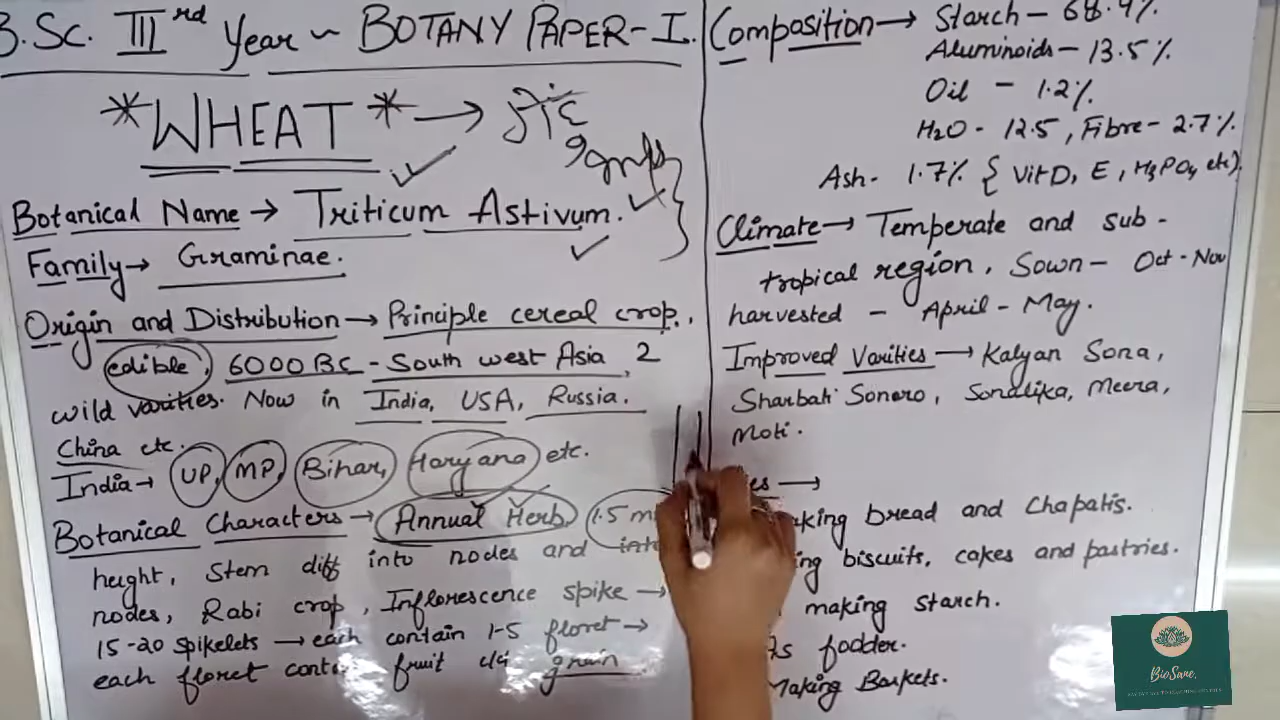 B.Sc. IIIrd Year ~ BOTANY PAPER-I.
*WHEAT* →
Botanical Name → Triticum Astivum.
Family → Graminae.
Origin and Distribution → Principle cereal crop,
edible, 6000 BC - South west Asia, 2
wild varities. Now in India, USA, Russia,
China etc.
India → UP, MP, Bihar, Haryana etc.
Botanical Characters → Annual Herb, 1.5 m
height, Stem diff into nodes and
nodes, Rabi crop, Inflorescence spike →
15-20 spikelets → each contain 1-5 floret →
each floret fruit grain
Composition → Starch - 68.4%
Aluminoids - 13.5%
Oil - 1.2%
H2O - 12.5, Fibre - 2.7%
Ash - 1.7% { Vit D, E, H3PO4 etc}
Climate → Temperate and sub-
tropical region, Sown - Oct-Nov
harvested - April - May.
Improved Varities → Kalyan Sona,
Sharbati Sonoro, Sonalika, Meera,
Moti.
→
bread and Chapatis.
biscuits, cakes and pastries.
making starch.
As fodder.
Making Baskets.
BioSane.